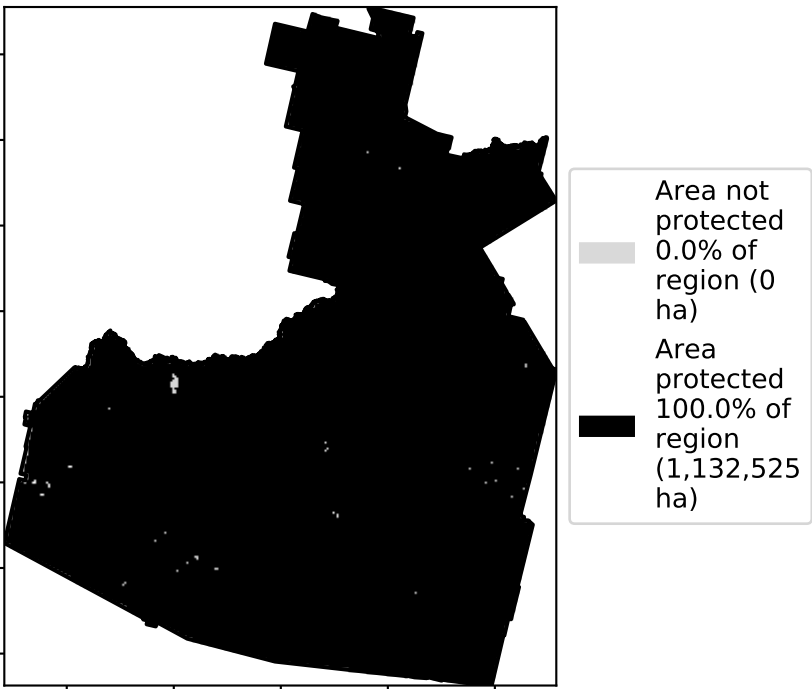 Area not
protected
0.0% of
region (0
ha)
Area
protected
100.0% of
region
(1,132,525
ha)